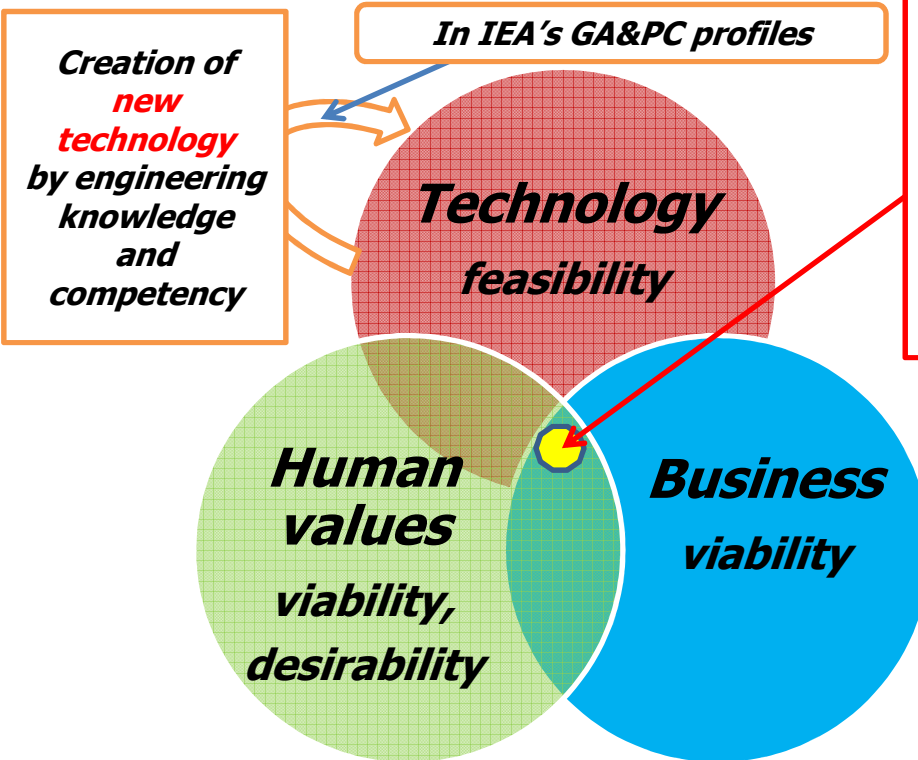 In IEA's GA&PC profiles
Creation of
new
technology
by engineering
knowledge
and
competency
Technology
feasibility
Human
values
viability,
desirability
Business
viability